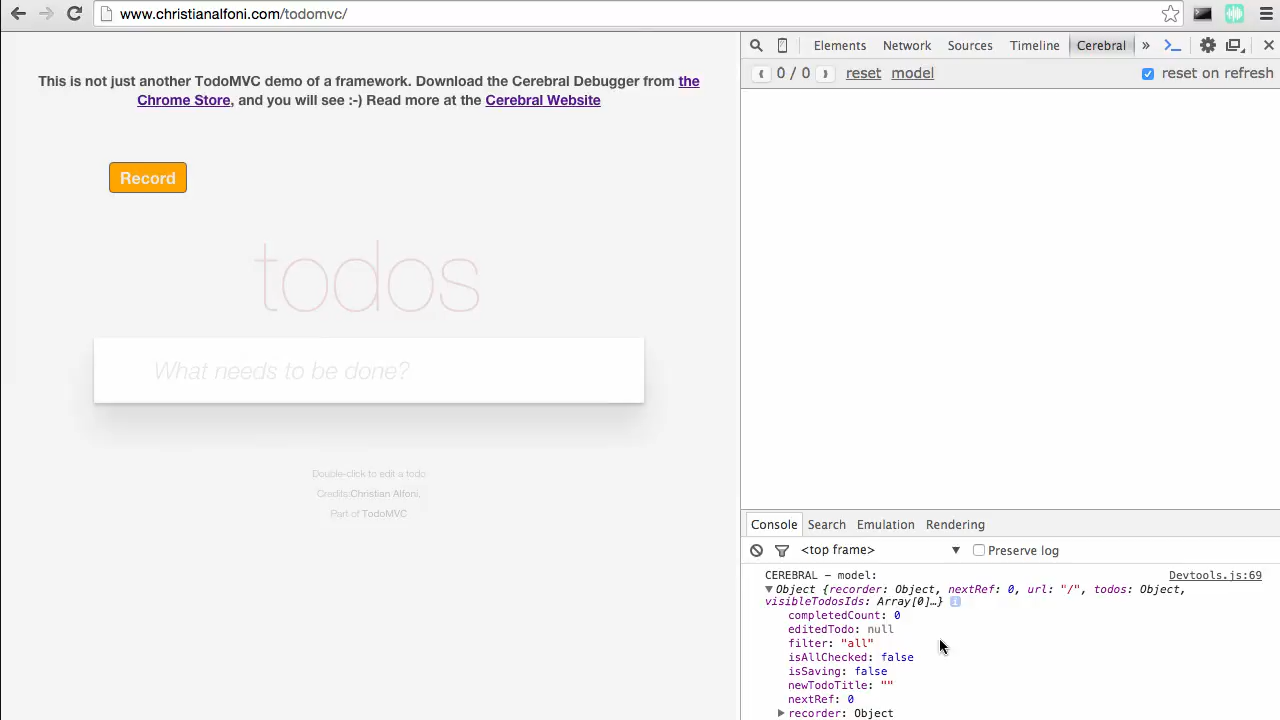 www.christianalfoni.com/todomvc/
This is not just another TodoMVC demo of a framework. Download the Cerebral Debugger from the
Chrome Store, and you will see :-) Read more at the Cerebral Website
Record
todos
What needs to be done?
Double-click to edit a todo
Credits:Christian Alfoni,
Part of TodoMVC
Elements Network Sources Timeline Cerebral »
0 / 0 reset model reset on refresh
Console Search Emulation Rendering
<top frame> Preserve log
CEREBRAL - model: Devtools.js:69
Object {recorder: Object, nextRef: 0, url: "/", todos: Object,
visibleTodosIds: Array[0]…}
completedCount: 0
editedTodo: null
filter: "all"
isAllChecked: false
isSaving: false
newTodoTitle: ""
nextRef: 0
recorder: Object